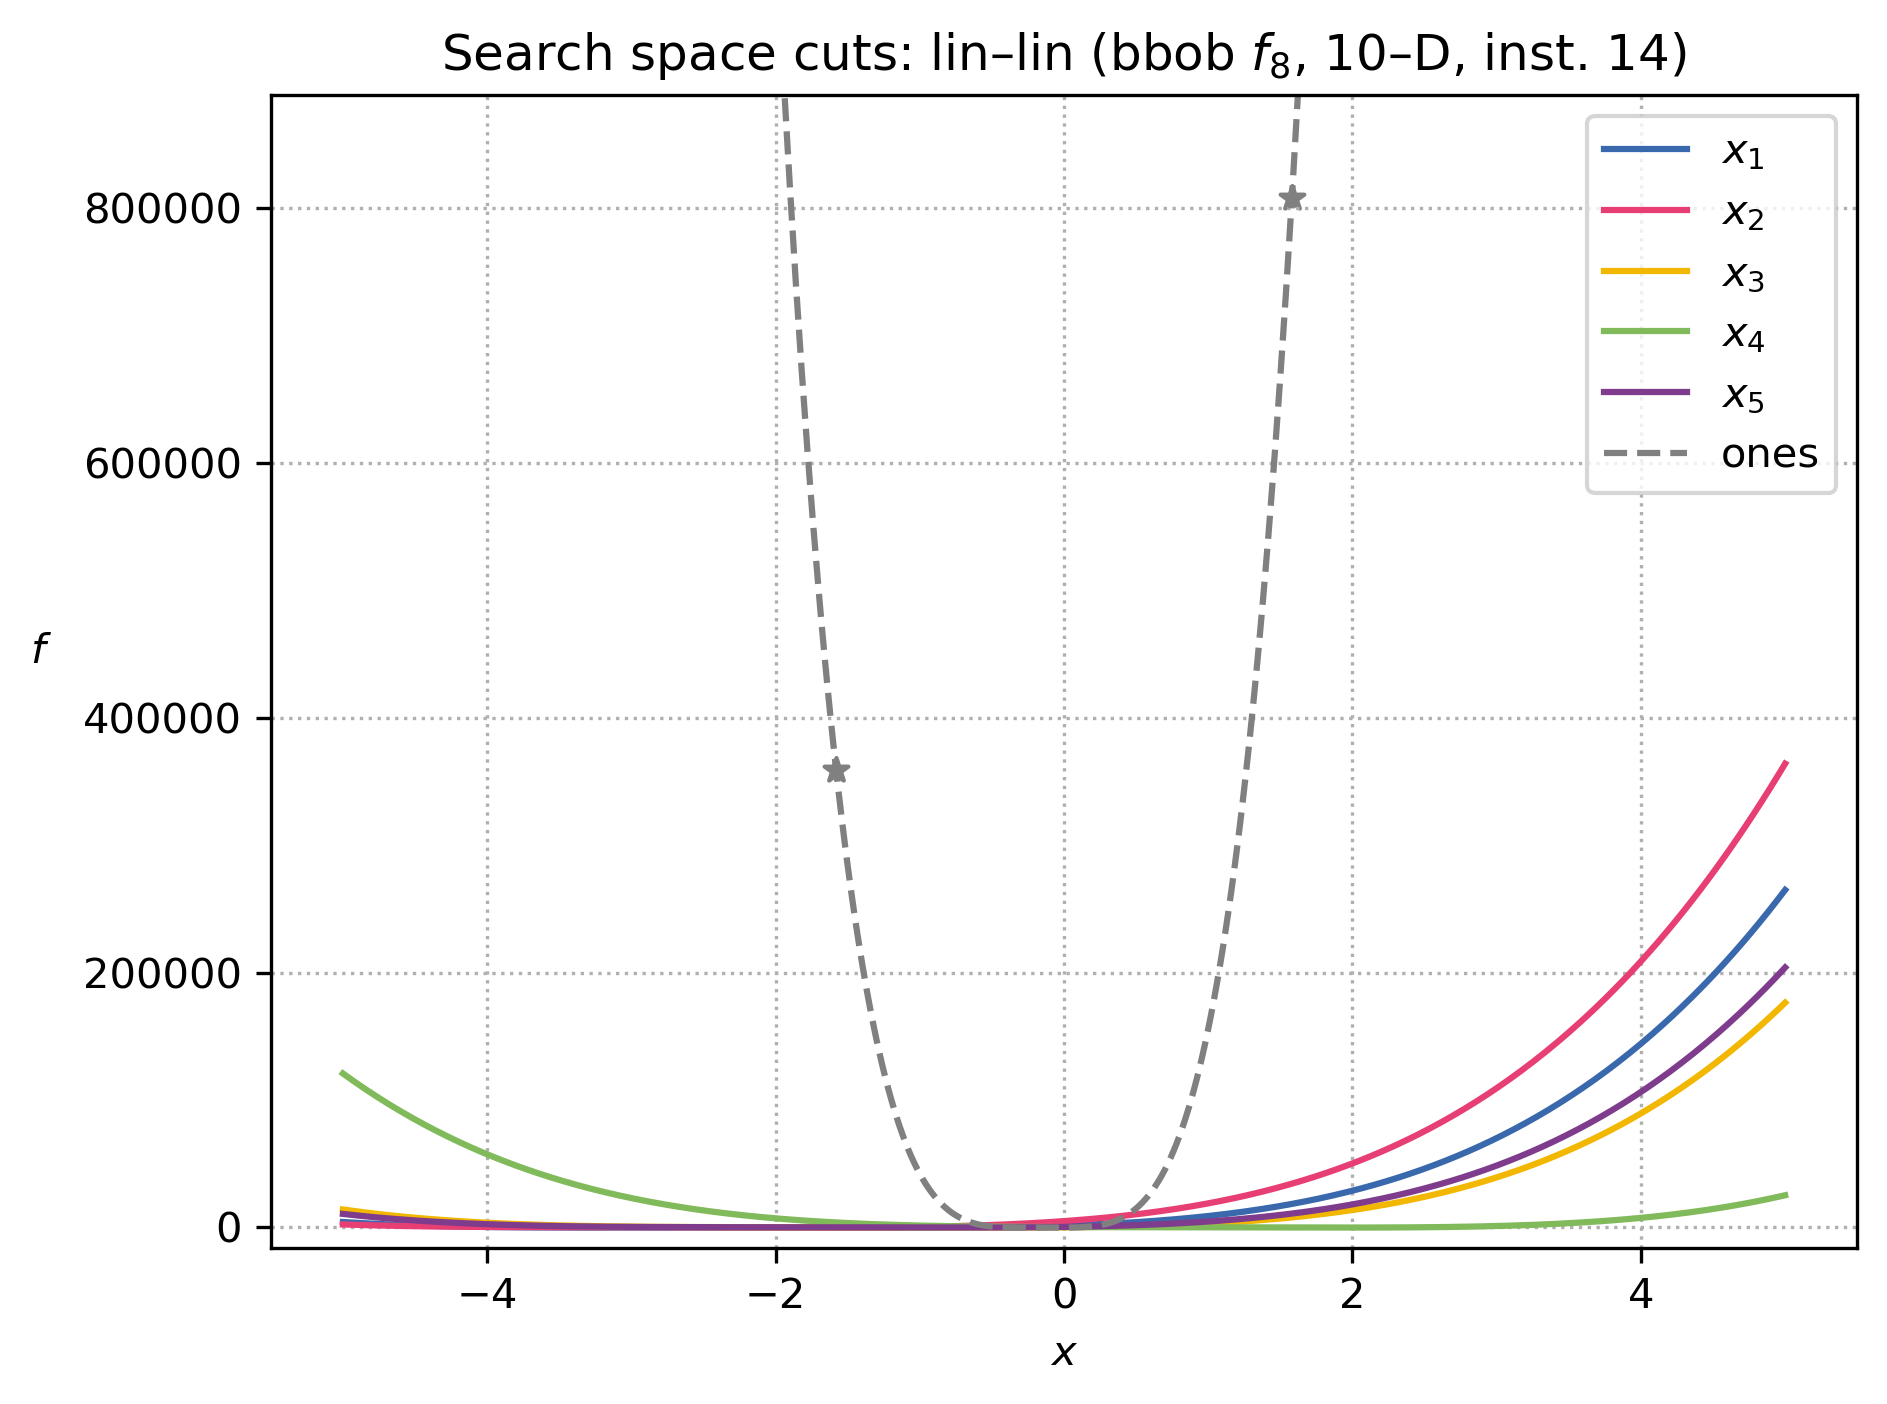 Search space cuts: lin–lin (bbob f₈, 10–D, inst. 14)
x₁
x₂
x₃
x₄
x₅
ones
800000
600000
400000
200000
0
f
−4 −2 0 2 4
x